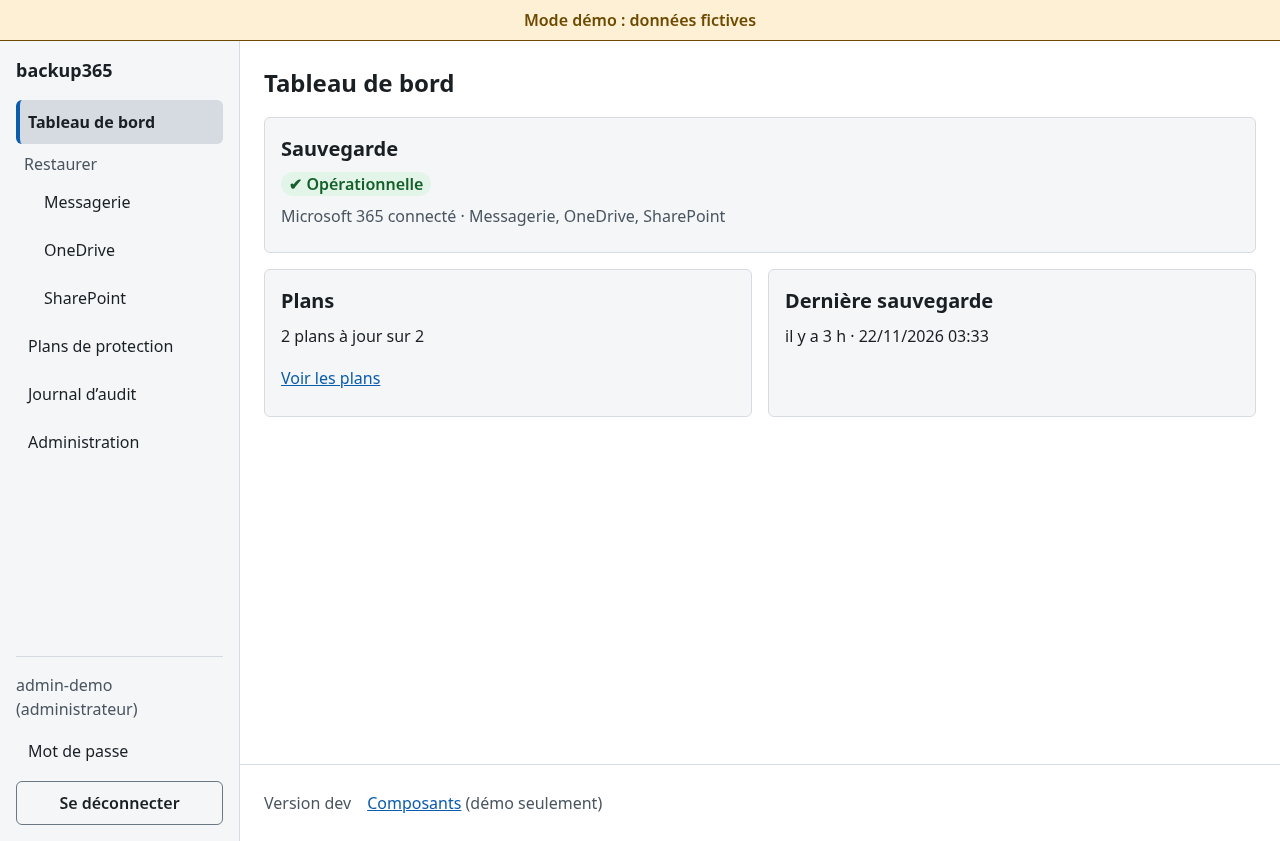 Mode démo : données fictives
backup365
Tableau de bord
Restaurer
Messagerie
OneDrive
SharePoint
Plans de protection
Journal d’audit
Administration
admin-demo
(administrateur)
Mot de passe
Se déconnecter
Tableau de bord
Sauvegarde
✔ Opérationnelle
Microsoft 365 connecté · Messagerie, OneDrive, SharePoint
Plans
2 plans à jour sur 2
Voir les plans
Dernière sauvegarde
il y a 3 h · 22/11/2026 03:33
Version dev Composants (démo seulement)